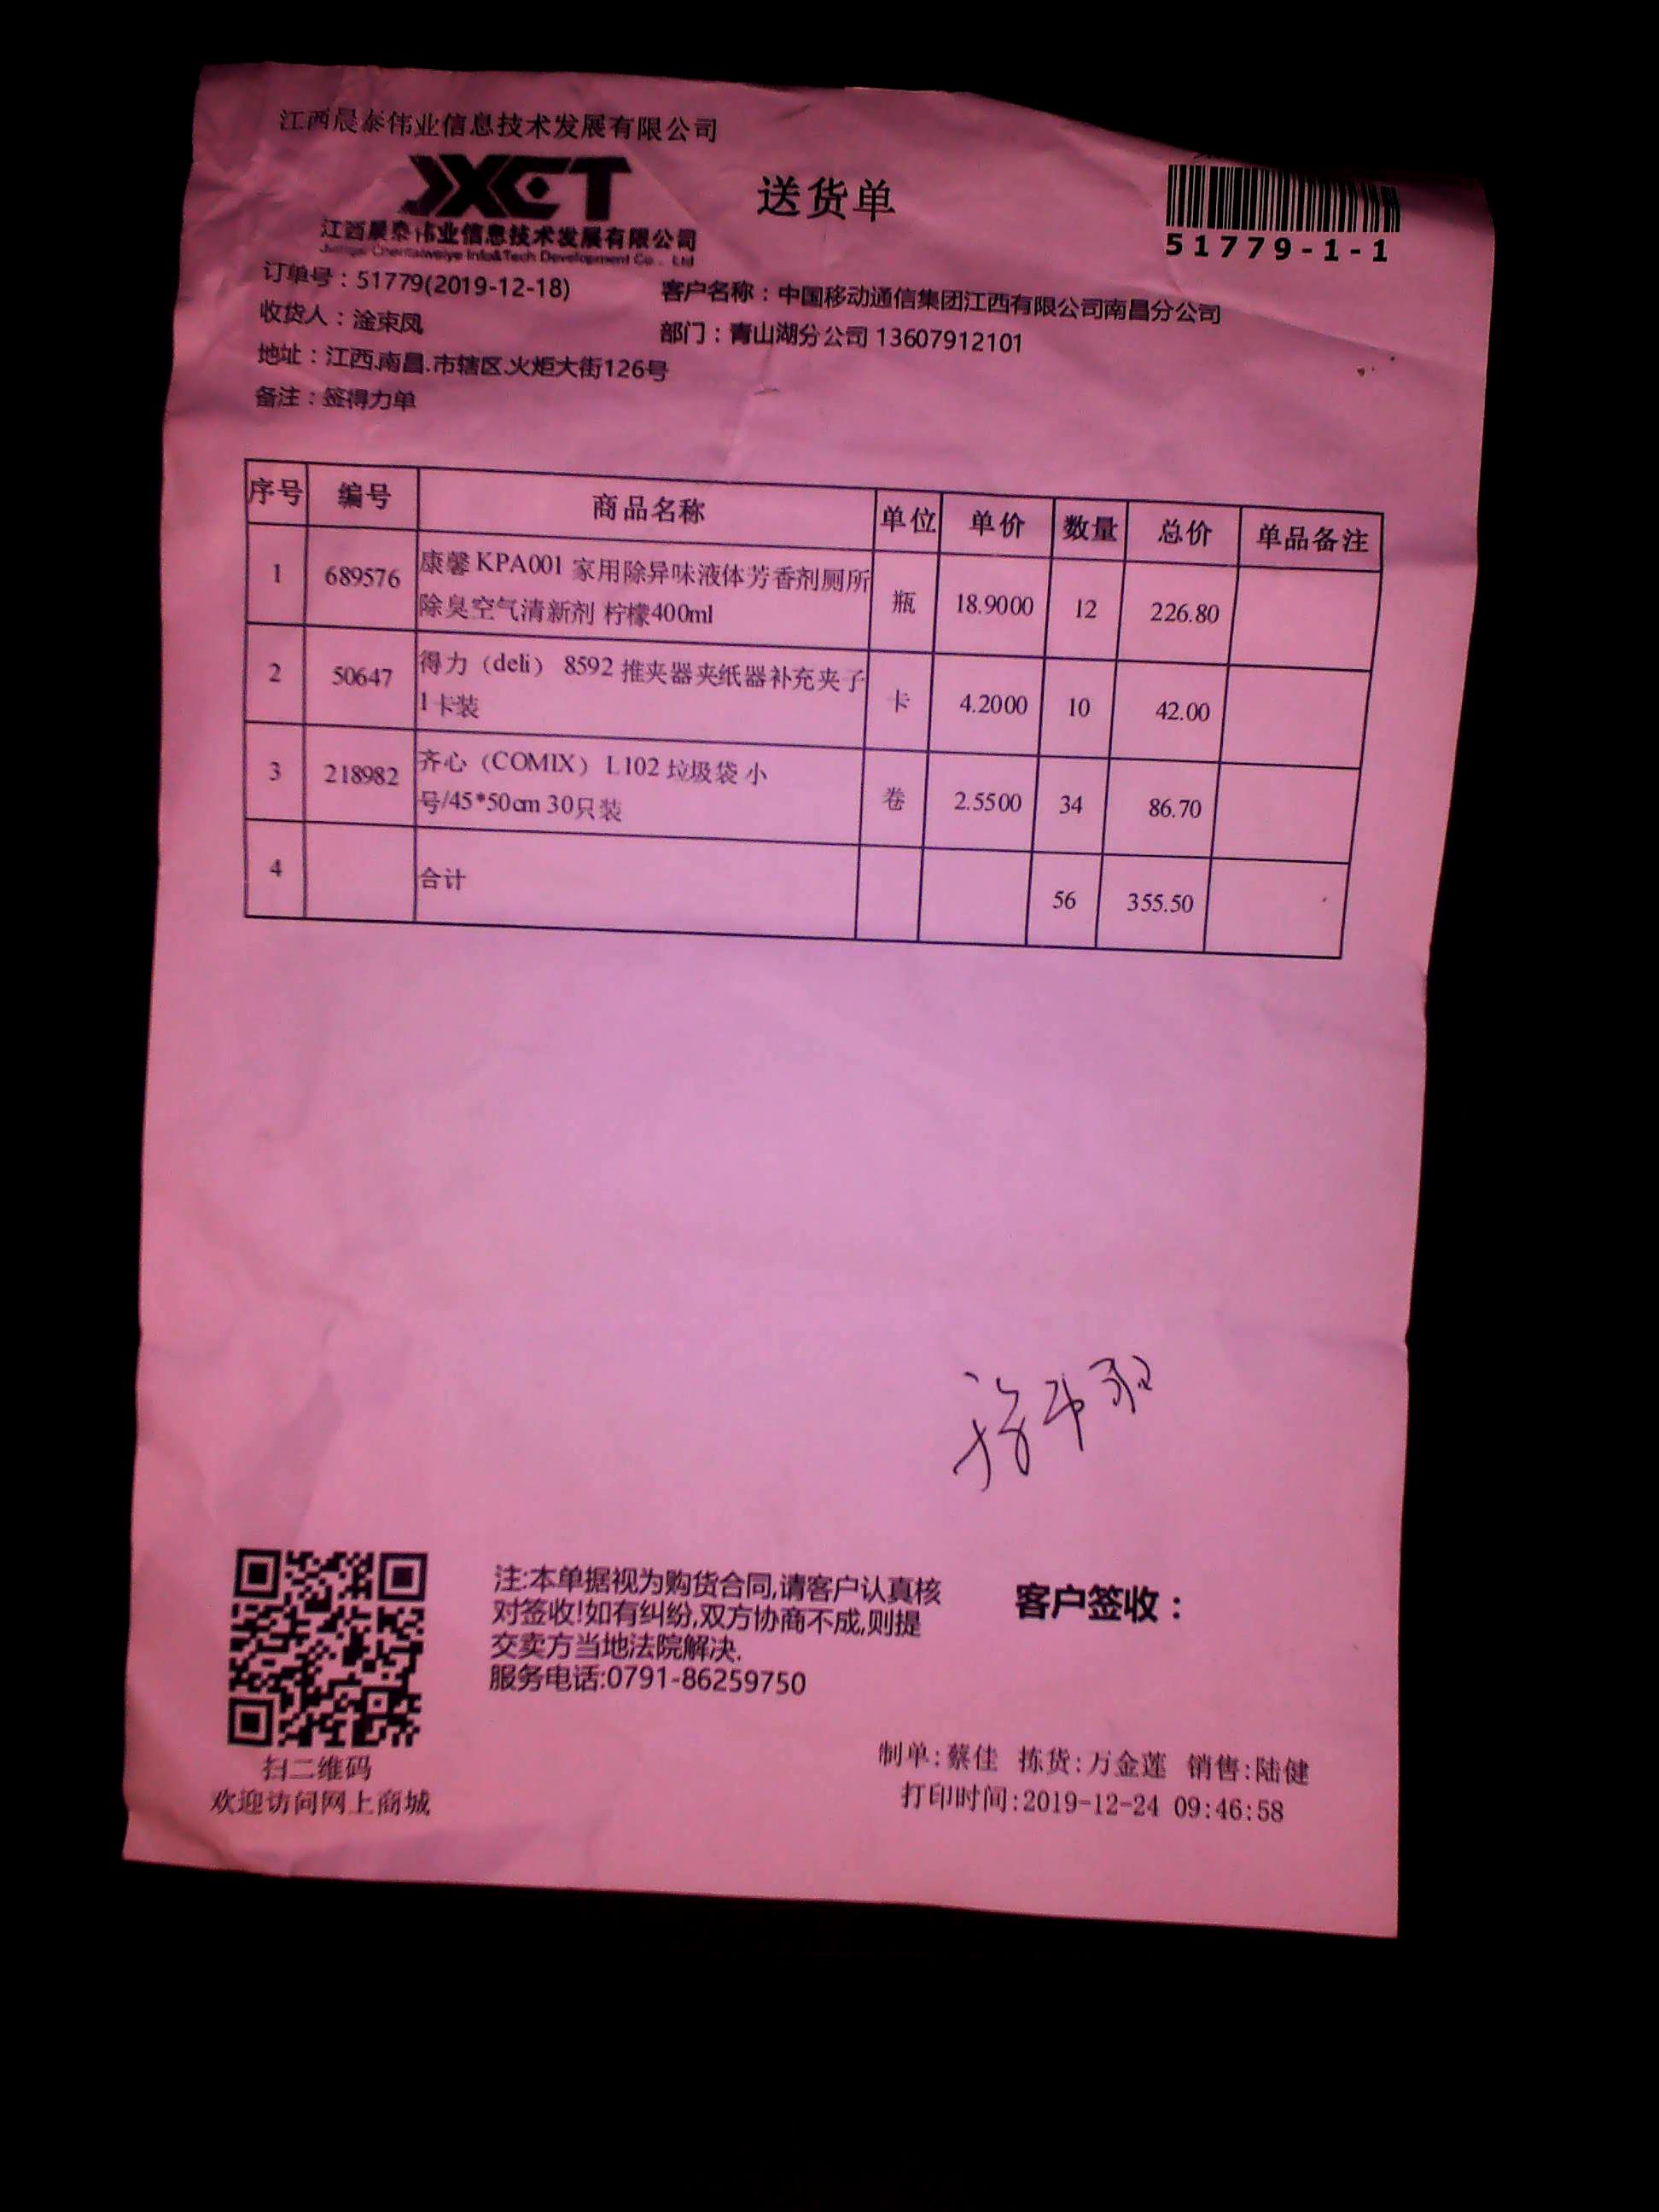 江西晨泰伟业信息技术发展有限公司
JXCT
江西晨泰伟业信息技术发展有限公司
Jiangxi Chentaiweiye Info&Tech Development Co., Ltd
送货单
51779-1-1
订单号：51779(2019-12-18)
客户名称：中国移动通信集团江西有限公司南昌分公司
收货人：淦束凤
部门：青山湖分公司 13607912101
地址：江西.南昌.市辖区.火炬大街126号
备注：签得力单
序号 编号 商品名称 单位 单价 数量 总价 单品备注
1 689576 康馨 KPA001 家用除异味液体芳香剂厕所 瓶 18.9000 12 226.80
除臭空气清新剂 柠檬400ml
2 50647 得力（deli） 8592 推夹器夹纸器补充夹子 卡 4.2000 10 42.00
1卡装
3 218982 齐心（COMIX） L102 垃圾袋 小 卷 2.5500 34 86.70
号/45*50cm 30只装
4 合计 56 355.50
注:本单据视为购货合同,请客户认真核
对签收!如有纠纷,双方协商不成,则提
交卖方当地法院解决.
服务电话:0791-86259750
客户签收：
扫二维码
欢迎访问网上商城
制单:蔡佳 拣货:万金莲 销售:陆健
打印时间:2019-12-24 09:46:58